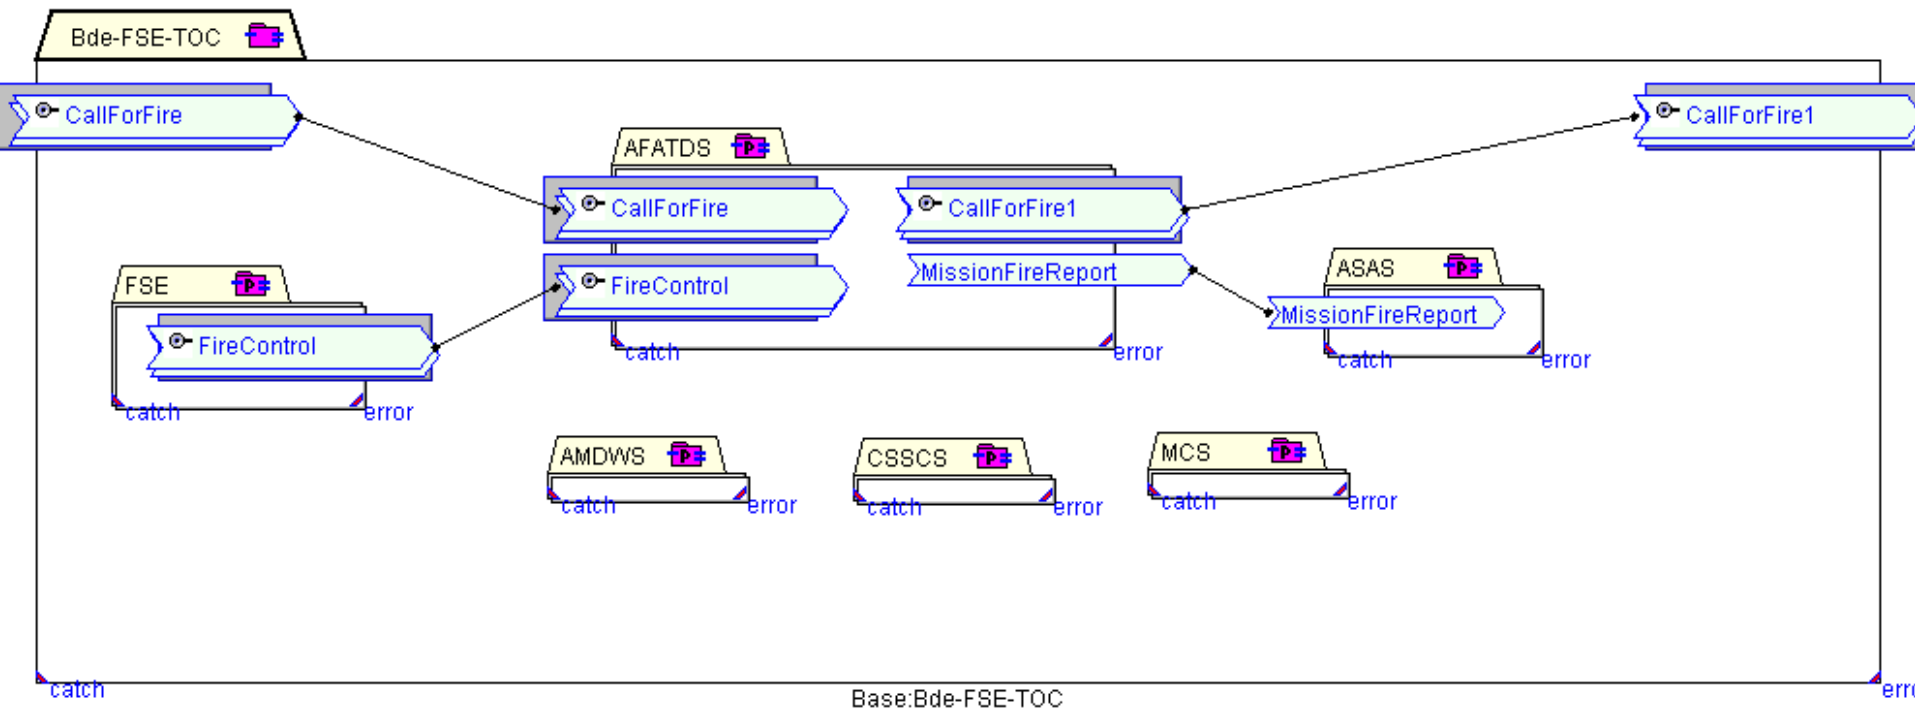 Bde-FSE-TOC
CallForFire
CallForFire1
AFATDS P
CallForFire
CallForFire1
FireControl
MissionFireReport
catch
error
FSE P
FireControl
catch
error
ASAS P
MissionFireReport
catch
error
AMDWS P
catch
error
CSSCS P
catch
error
MCS P
catch
error
catch
erro
Base:Bde-FSE-TOC